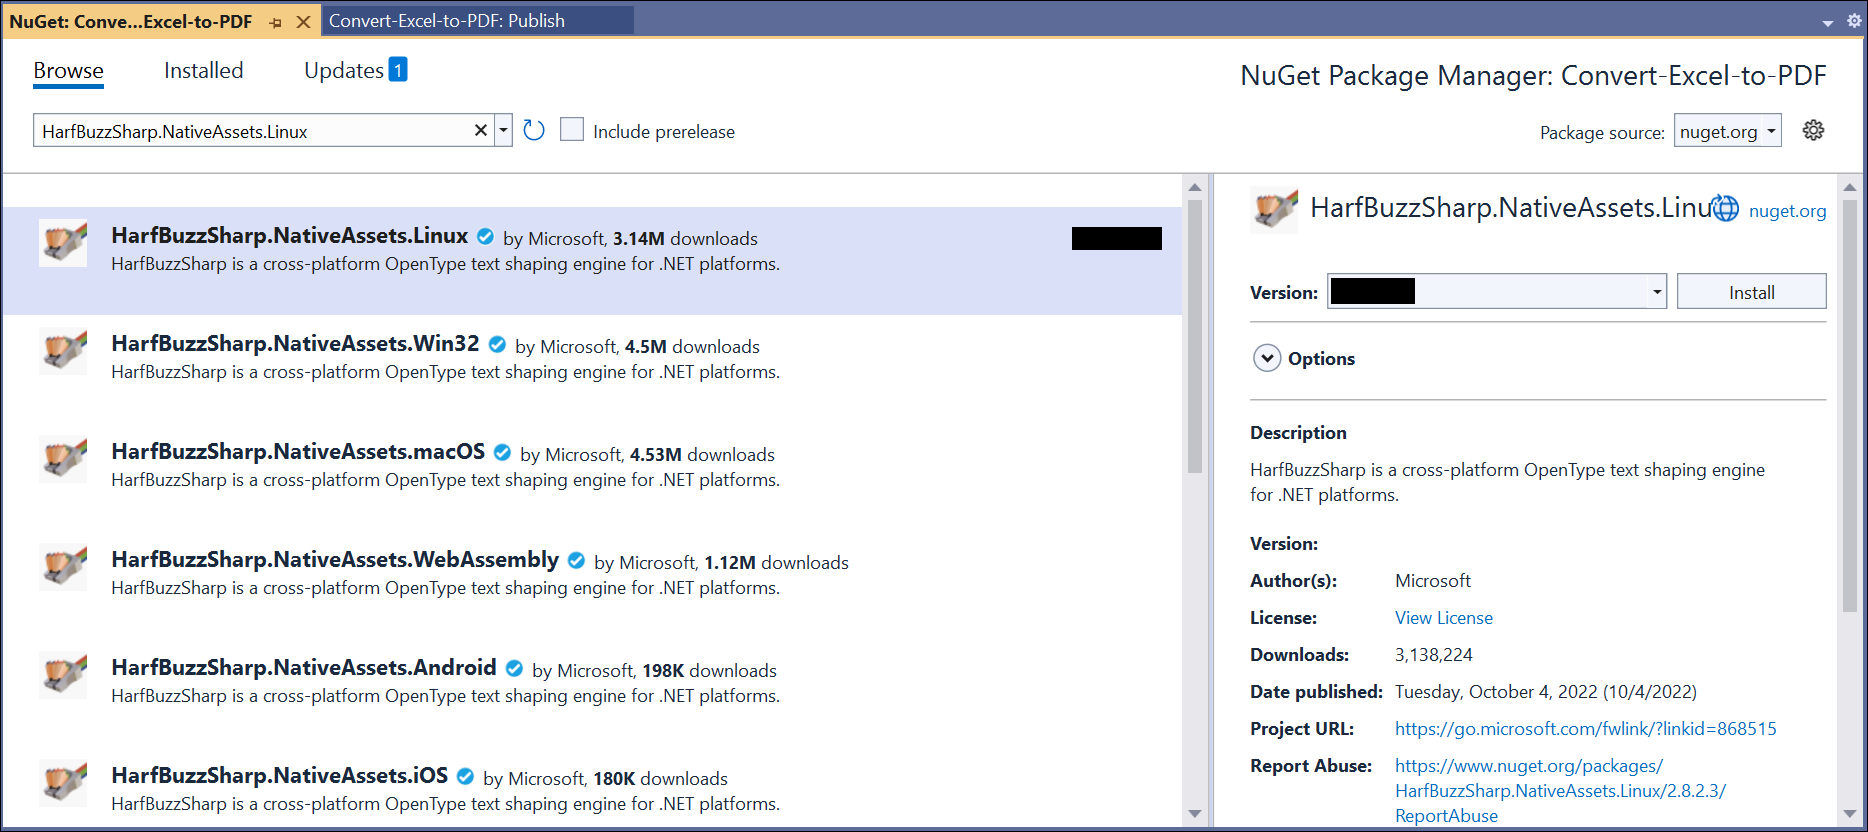 NuGet: Conve...Excel-to-PDF
Convert-Excel-to-PDF: Publish
Browse
Installed
Updates 1
NuGet Package Manager: Convert-Excel-to-PDF
HarfBuzzSharp.NativeAssets.Linux
Include prerelease
Package source: nuget.org
HarfBuzzSharp.NativeAssets.Linux by Microsoft, 3.14M downloads
HarfBuzzSharp is a cross-platform OpenType text shaping engine for .NET platforms.
HarfBuzzSharp.NativeAssets.Win32 by Microsoft, 4.5M downloads
HarfBuzzSharp is a cross-platform OpenType text shaping engine for .NET platforms.
HarfBuzzSharp.NativeAssets.macOS by Microsoft, 4.53M downloads
HarfBuzzSharp is a cross-platform OpenType text shaping engine for .NET platforms.
HarfBuzzSharp.NativeAssets.WebAssembly by Microsoft, 1.12M downloads
HarfBuzzSharp is a cross-platform OpenType text shaping engine for .NET platforms.
HarfBuzzSharp.NativeAssets.Android by Microsoft, 198K downloads
HarfBuzzSharp is a cross-platform OpenType text shaping engine for .NET platforms.
HarfBuzzSharp.NativeAssets.iOS by Microsoft, 180K downloads
HarfBuzzSharp is a cross-platform OpenType text shaping engine for .NET platforms.
HarfBuzzSharp.NativeAssets.Linu nuget.org
Version:
Install
Options
Description
HarfBuzzSharp is a cross-platform OpenType text shaping engine
for .NET platforms.
Version:
Author(s): Microsoft
License: View License
Downloads: 3,138,224
Date published: Tuesday, October 4, 2022 (10/4/2022)
Project URL: https://go.microsoft.com/fwlink/?linkid=868515
Report Abuse: https://www.nuget.org/packages/
HarfBuzzSharp.NativeAssets.Linux/2.8.2.3/
ReportAbuse